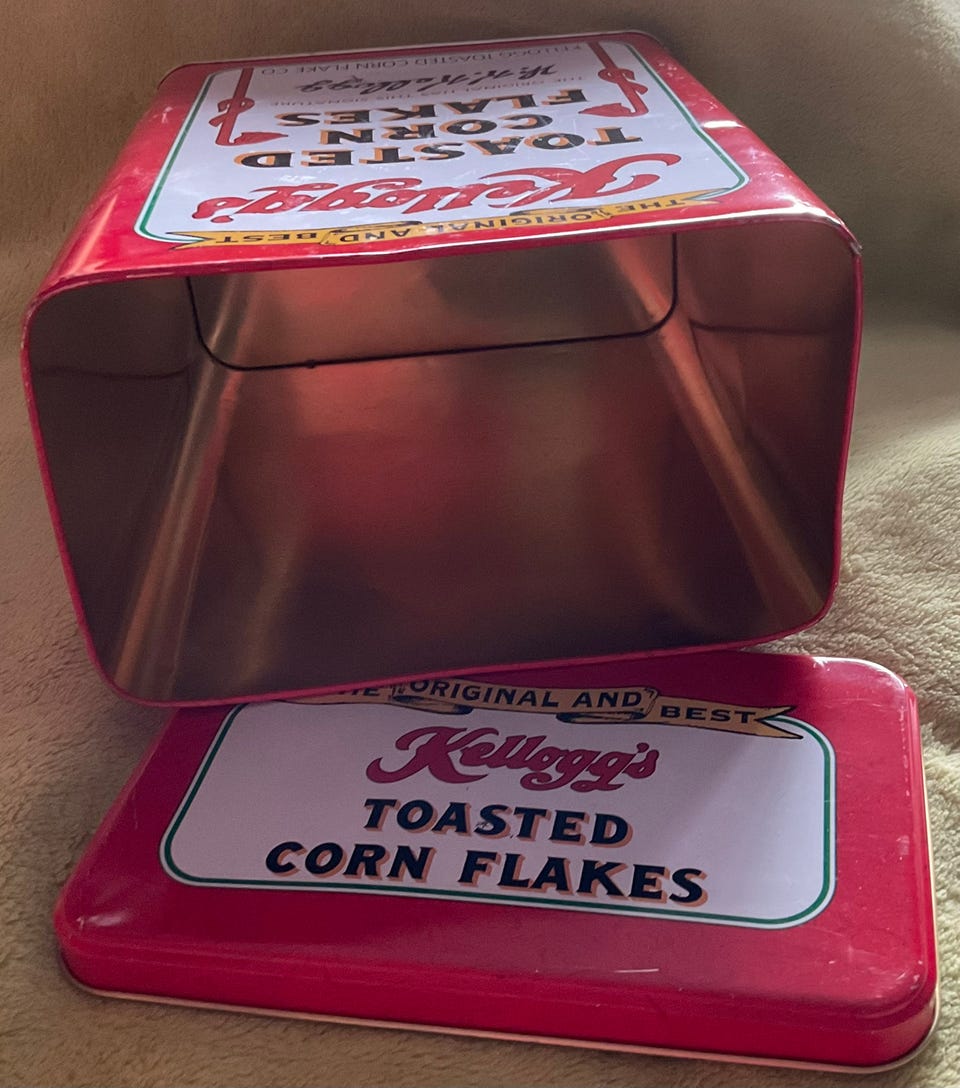 THE ORIGINAL AND BEST
Kellogg's
TOASTED
CORN
FLAKES
THE ORIGINAL HAS THIS SIGNATURE
W.K.Kellogg
KELLOGG TOASTED CORN FLAKE CO
THE ORIGINAL AND BEST
Kellogg's
TOASTED
CORN FLAKES